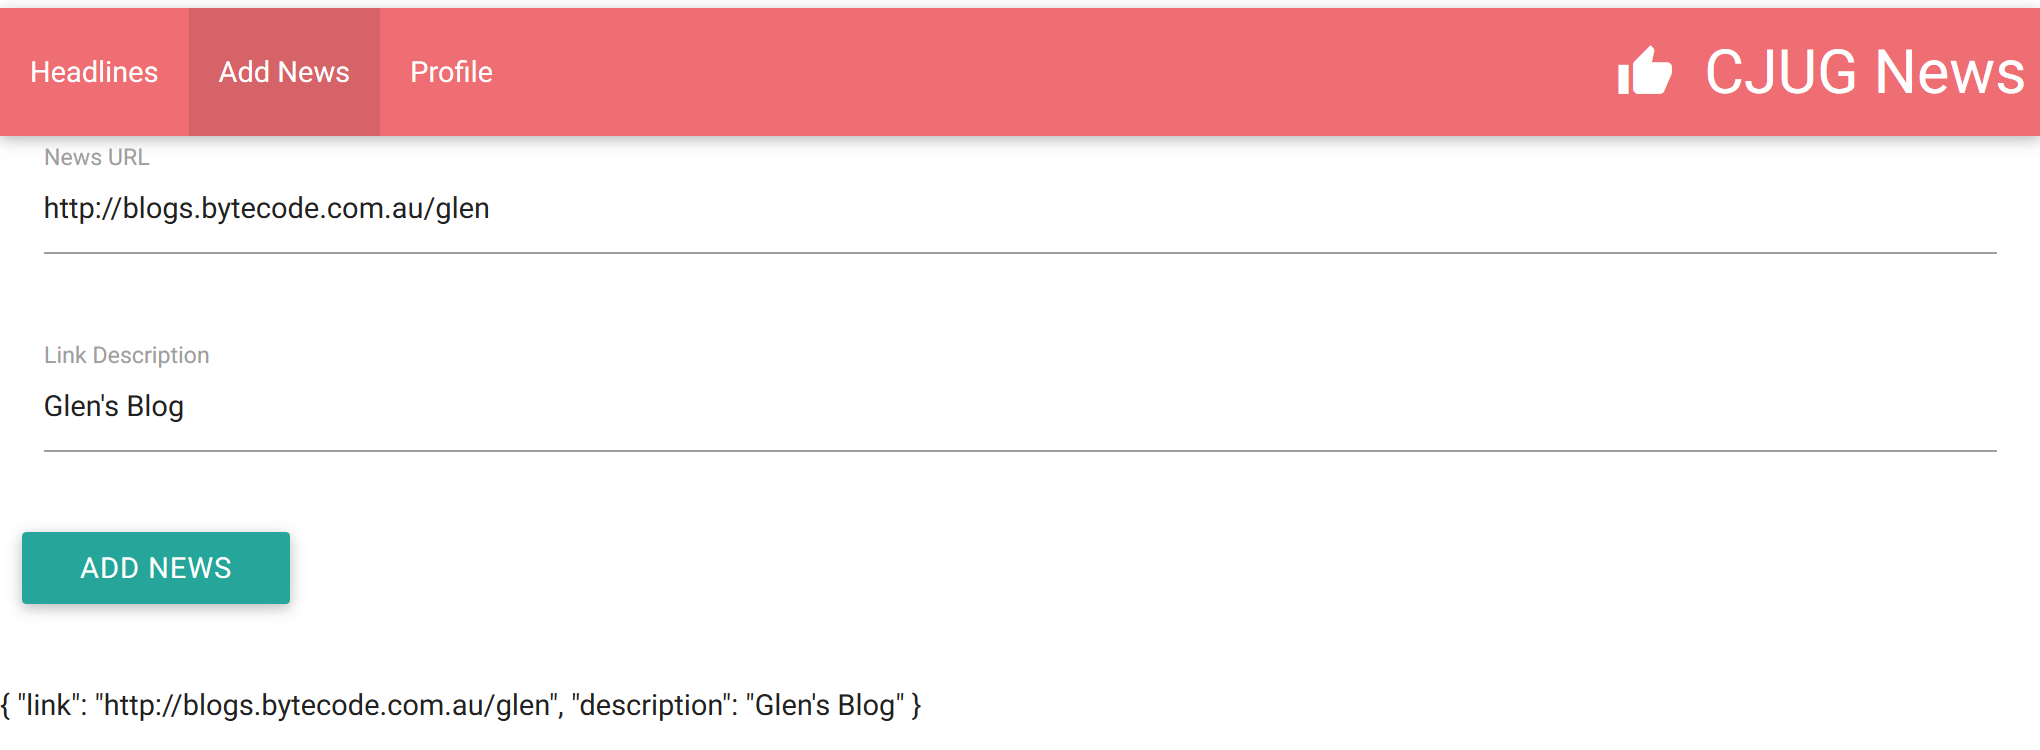 Headlines Add News Profile CJUG News
News URL
http://blogs.bytecode.com.au/glen
Link Description
Glen's Blog
ADD NEWS
{ "link": "http://blogs.bytecode.com.au/glen", "description": "Glen's Blog" }